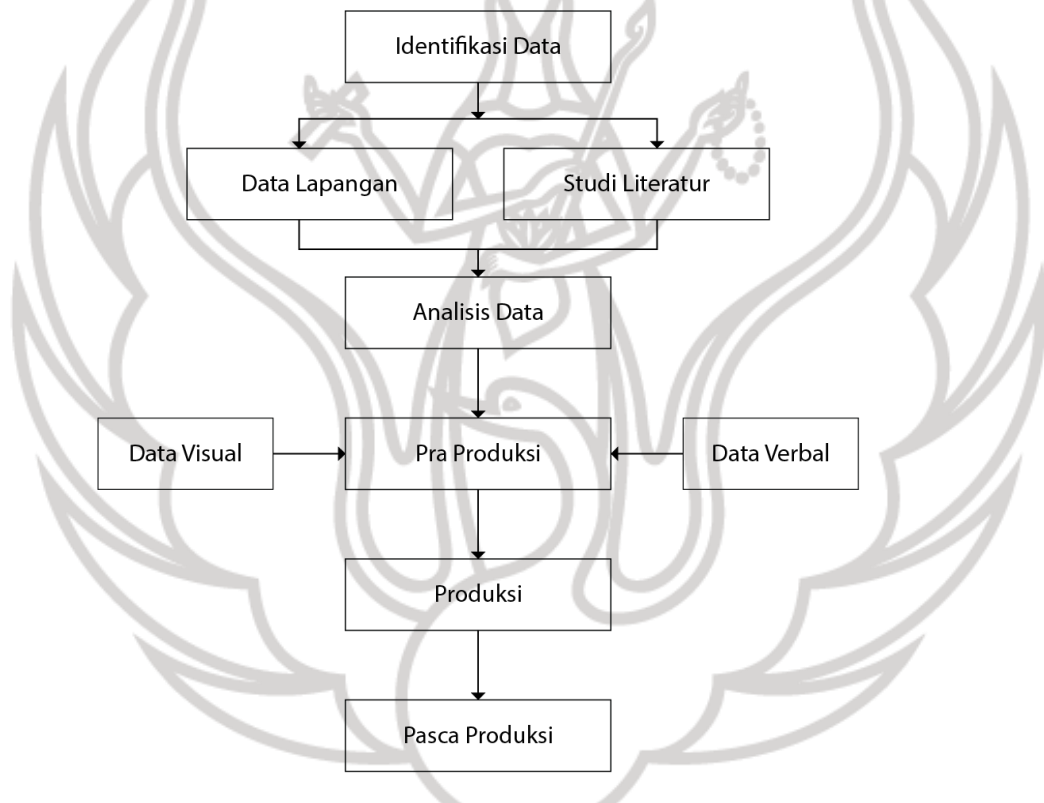 Identifikasi Data
Data Lapangan
Studi Literatur
Analisis Data
Data Visual
Pra Produksi
Data Verbal
Produksi
Pasca Produksi